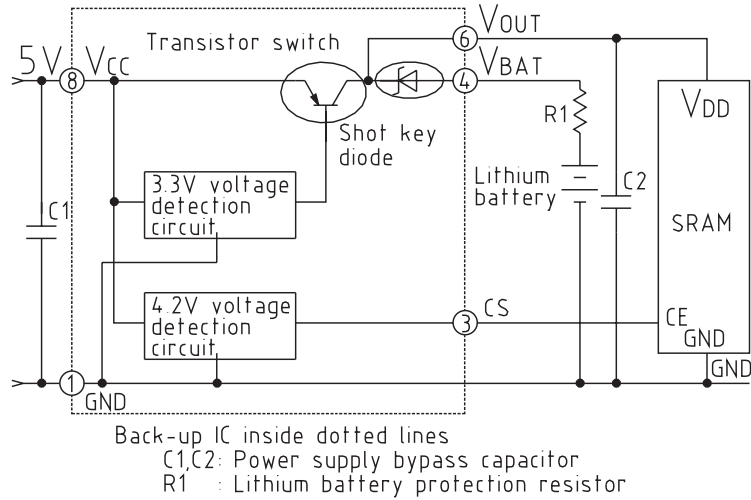 5V
8
VCC
Transistor switch
6
VOUT
4
VBAT
Shot key
diode
3.3V voltage
detection
circuit
4.2V voltage
detection
circuit
C1
R1
Lithium
battery
C2
VDD
SRAM
3
CS
CE
GND
GND
1
GND
Back-up IC inside dotted lines
C1,C2: Power supply bypass capacitor
R1 : Lithium battery protection resistor